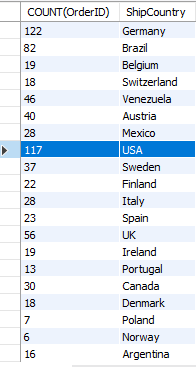 COUNT(OrderID) ShipCountry
122 Germany
82 Brazil
19 Belgium
18 Switzerland
46 Venezuela
40 Austria
28 Mexico
117 USA
37 Sweden
22 Finland
28 Italy
23 Spain
56 UK
19 Ireland
13 Portugal
30 Canada
18 Denmark
7 Poland
6 Norway
16 Argentina